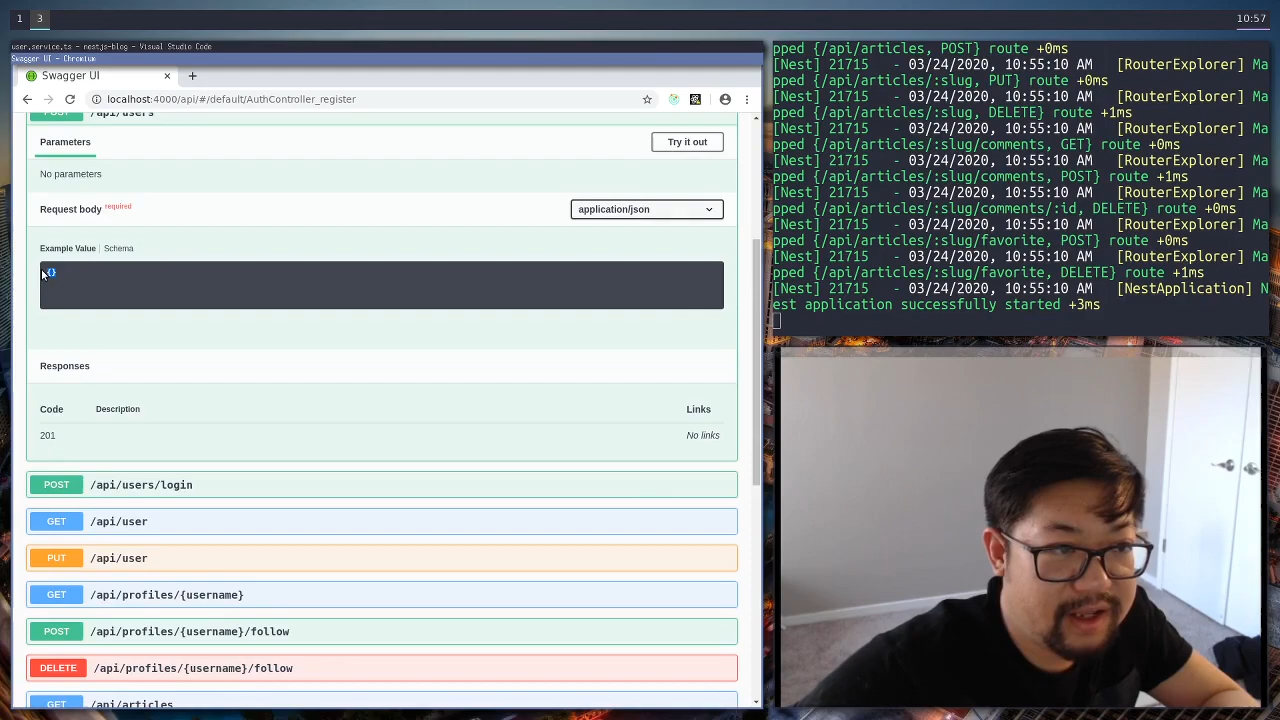 1
3
10:57
user.service.ts - nestjs-blog - Visual Studio Code
Swagger UI - Chromium
Swagger UI
localhost:4000/api/#/default/AuthController_register
POST /api/users
Parameters
Try it out
No parameters
Request body required
application/json
Example Value Schema
{}
Responses
Code Description Links
201 No links
POST /api/users/login
GET /api/user
PUT /api/user
GET /api/profiles/{username}
POST /api/profiles/{username}/follow
DELETE /api/profiles/{username}/follow
GET /api/articles
pped {/api/articles, POST} route +0ms
[Nest] 21715 - 03/24/2020, 10:55:10 AM [RouterExplorer] Ma
pped {/api/articles/:slug, PUT} route +0ms
[Nest] 21715 - 03/24/2020, 10:55:10 AM [RouterExplorer] Ma
pped {/api/articles/:slug, DELETE} route +1ms
[Nest] 21715 - 03/24/2020, 10:55:10 AM [RouterExplorer] Ma
pped {/api/articles/:slug/comments, GET} route +0ms
[Nest] 21715 - 03/24/2020, 10:55:10 AM [RouterExplorer] Ma
pped {/api/articles/:slug/comments, POST} route +1ms
[Nest] 21715 - 03/24/2020, 10:55:10 AM [RouterExplorer] Ma
pped {/api/articles/:slug/comments/:id, DELETE} route +0ms
[Nest] 21715 - 03/24/2020, 10:55:10 AM [RouterExplorer] Ma
pped {/api/articles/:slug/favorite, POST} route +0ms
[Nest] 21715 - 03/24/2020, 10:55:10 AM [RouterExplorer] Ma
pped {/api/articles/:slug/favorite, DELETE} route +1ms
[Nest] 21715 - 03/24/2020, 10:55:10 AM [NestApplication] N
est application successfully started +3ms